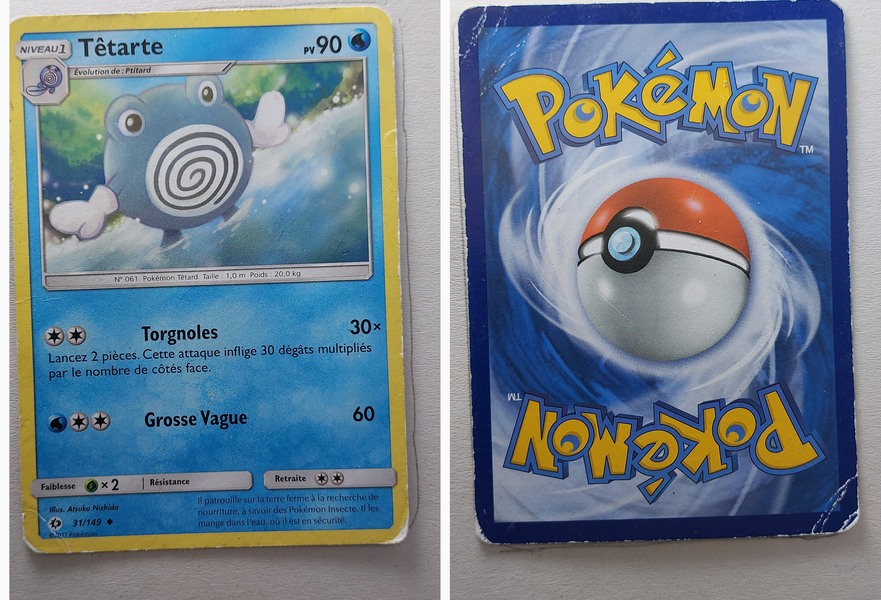 NIVEAU 1 Têtarte PV 90
Évolution de : Ptitard
N° 061 Pokémon Têtard Taille : 1,0 m Poids : 20,0 kg
Torgnoles 30×
Lancez 2 pièces. Cette attaque inflige 30 dégâts multipliés
par le nombre de côtés face.
Grosse Vague 60
Faiblesse × 2 Résistance Retraite
Illus. Atsuko Nishida
31/149
©2017 Pokémon
Il patrouille sur la terre ferme à la recherche de
nourriture, à savoir des Pokémon Insecte. Il les
mange dans l'eau, où il est en sécurité.
POKéMON
TM
POKéMON
TM